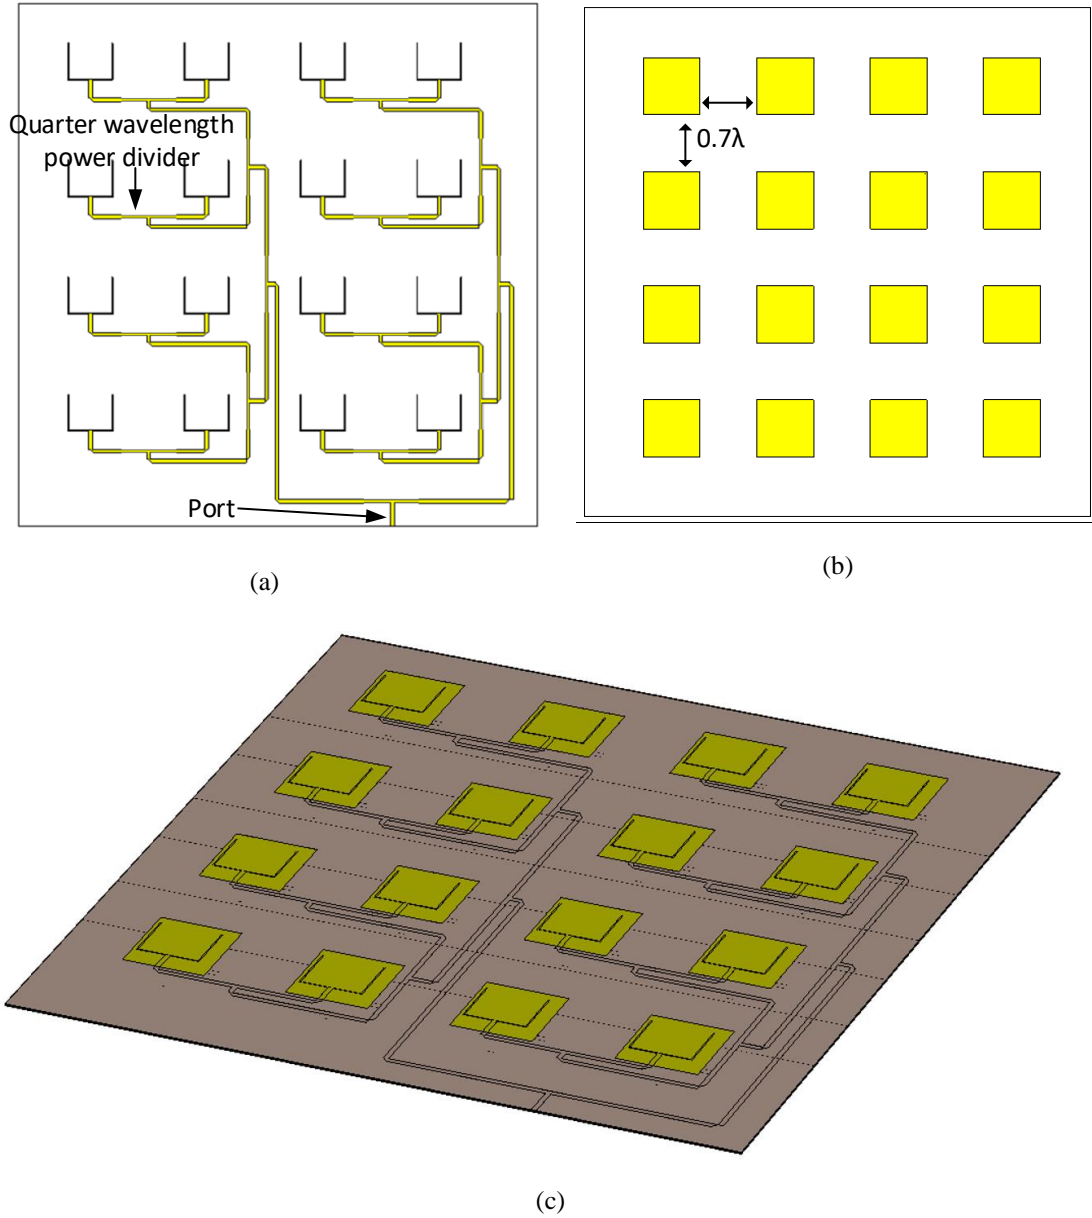 Quarter wavelength
power divider
Port
0.7λ
(a)
(b)
(c)